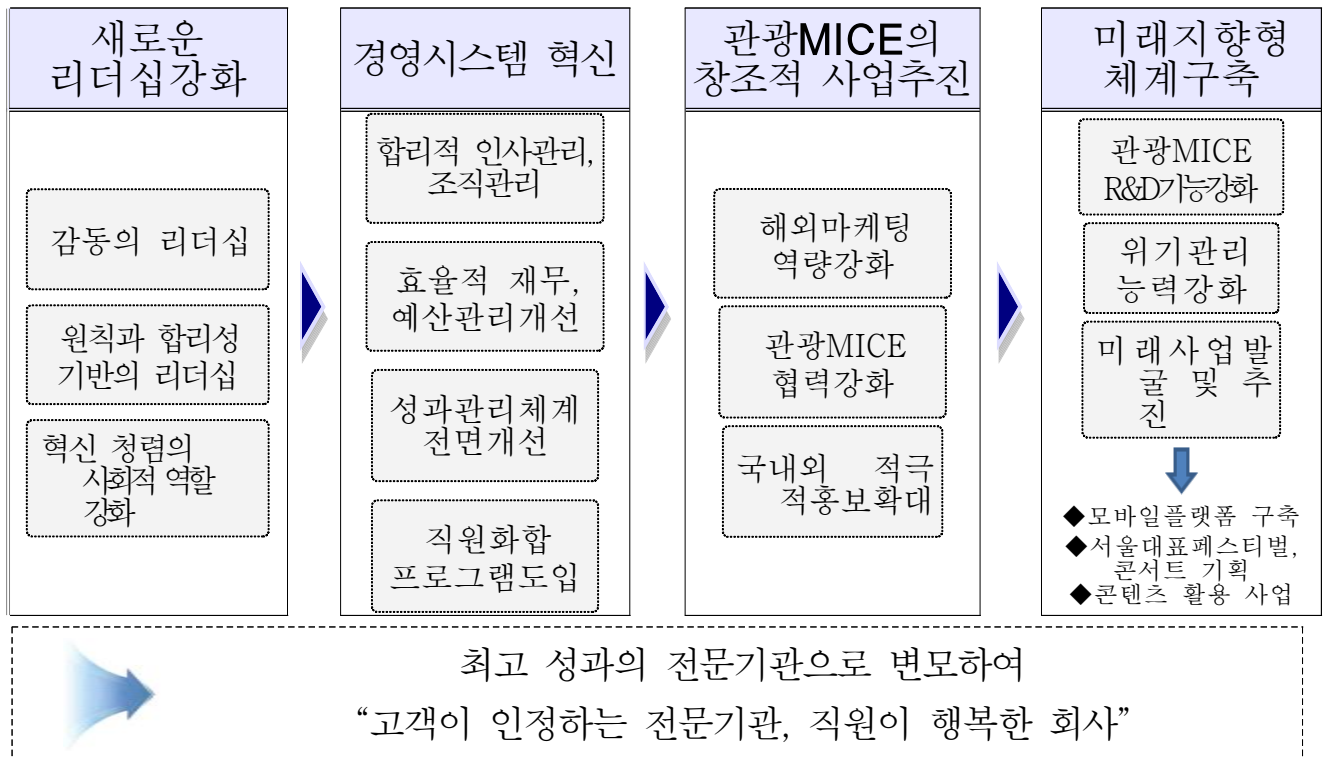 새로운
리더십강화
감동의 리더십
원칙과 합리성
기반의 리더십
혁신 청렴의
사회적 역할
강화
경영시스템 혁신
합리적 인사관리,
조직관리
효율적 재무,
예산관리개선
성과관리체계
전면개선
직원화합
프로그램도입
관광MICE의
창조적 사업추진
해외마케팅
역량강화
관광MICE
협력강화
국내외 적극
적홍보확대
미래지향형
체계구축
관광MICE
R&D기능강화
위기관리
능력강화
미래사업발
굴 및 추
진
◆모바일플랫폼 구축
◆서울대표페스티벌,
콘서트 기획
◆콘텐츠 활용 사업
최고 성과의 전문기관으로 변모하여
“고객이 인정하는 전문기관, 직원이 행복한 회사”